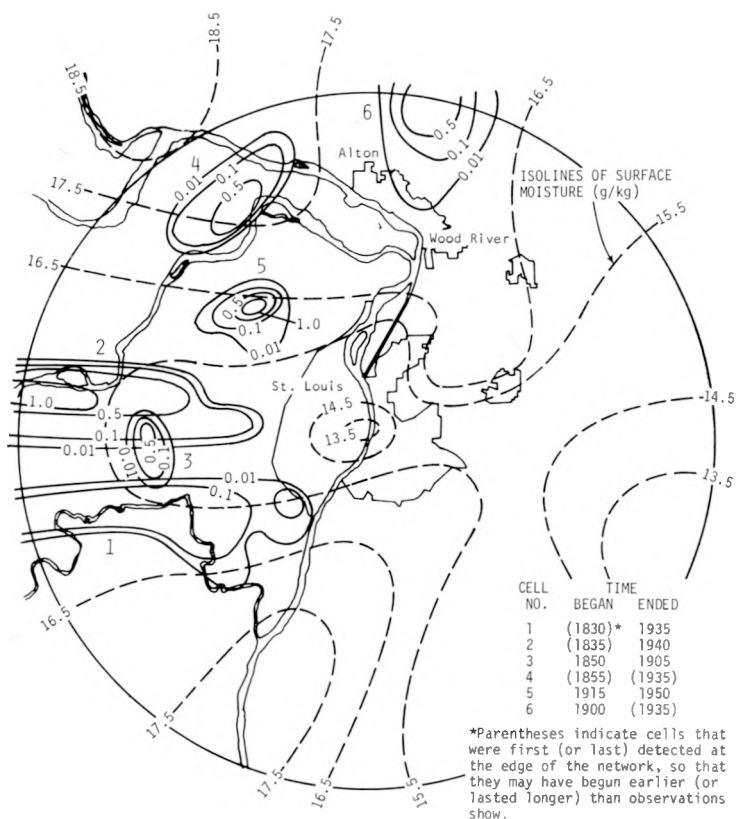 18.5
17.5
18.5
16.5
6
0.5
0.1
0.01
4
0.01
0.1
0.5
Alton
ISOLINES OF SURFACE
MOISTURE (g/kg)
17.5
15.5
Wood River
16.5
5
0.5
0.1
1.0
0.01
2
St. Louis
1.0
0.5
14.5
14.5
0.1
0.01
0.01
0.5
0.1
13.5
3
0.01
0.1
13.5
1
16.5
CELL TIME
NO. BEGAN ENDED
1 (1830)* 1935
2 (1835) 1940
3 1850 1905
4 (1855) (1935)
5 1915 1950
6 1900 (1935)
17.5
17.5
16.5
15.5
*Parentheses indicate cells that
were first (or last) detected at
the edge of the network, so that
they may have begun earlier (or
lasted longer) than observations
show.